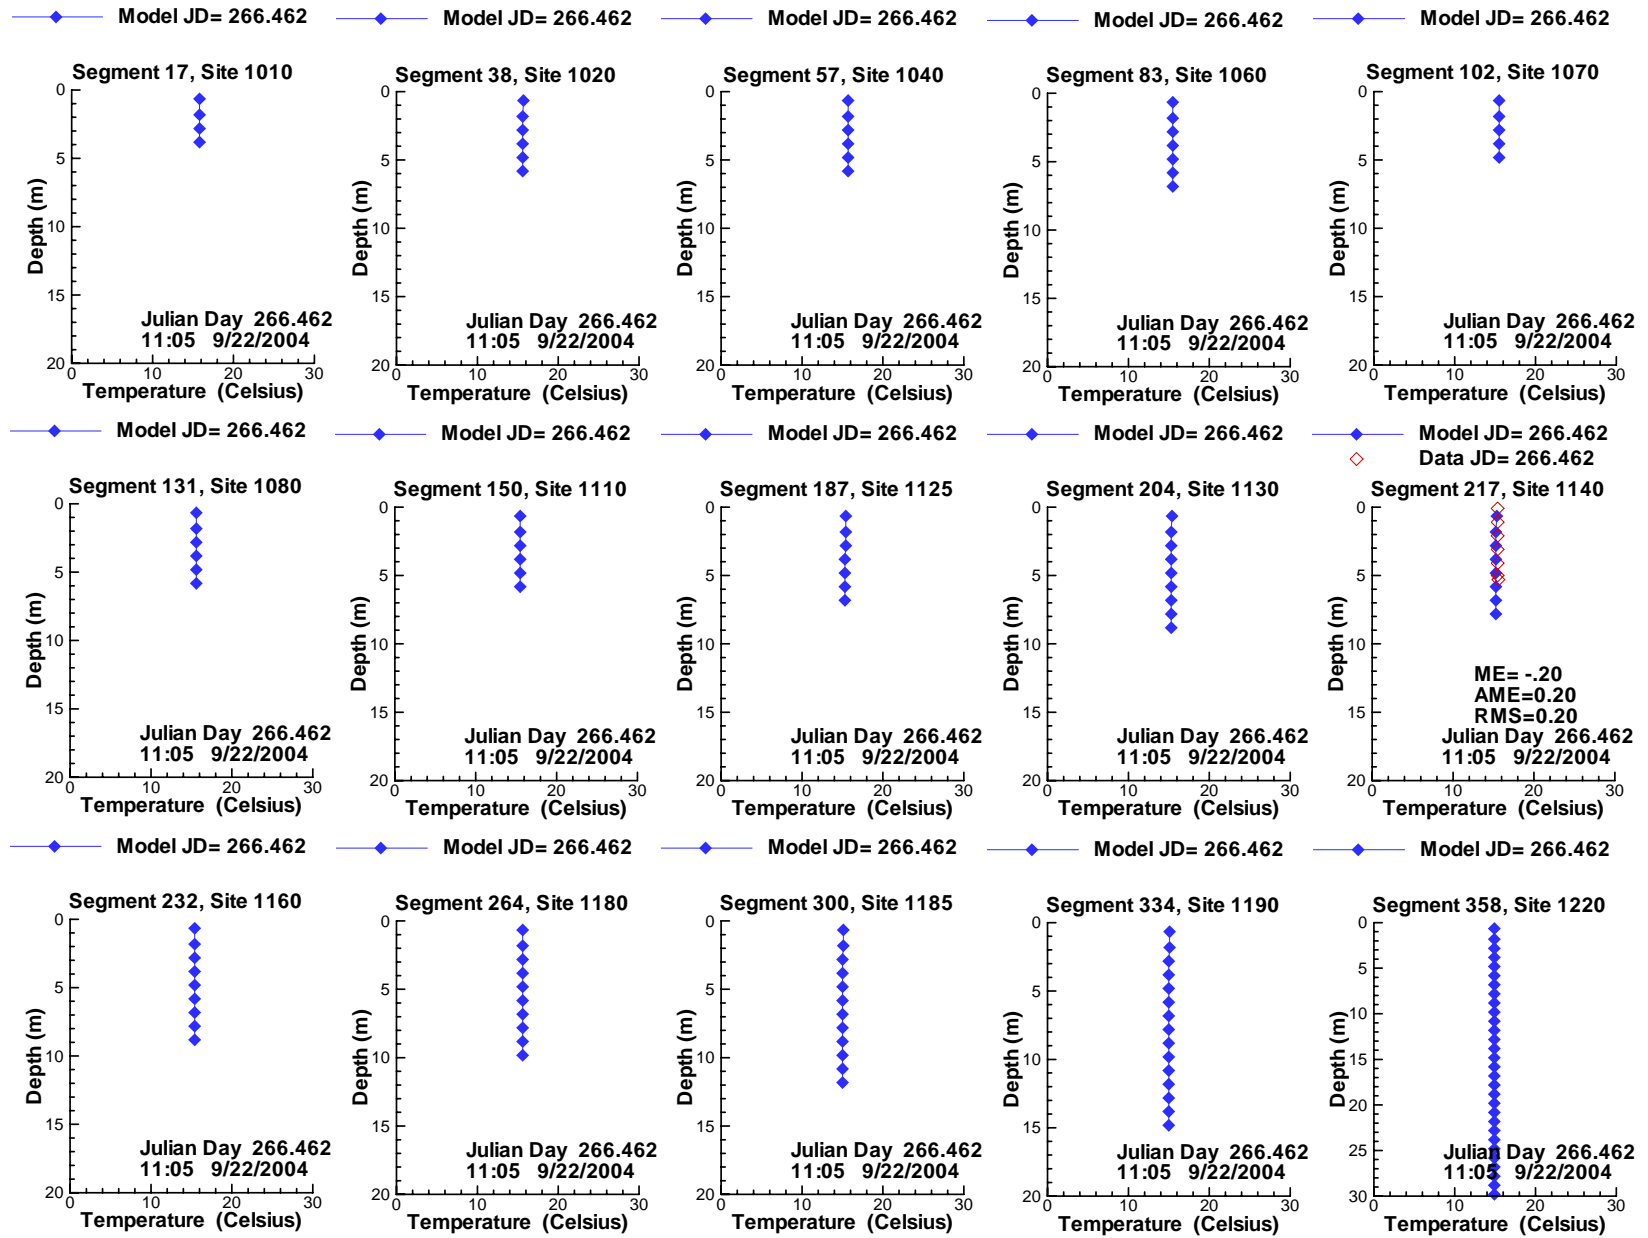 Model JD= 266.462
Segment 17, Site 1010
0
5
10
15
20
Depth (m)
Julian Day 266.462
11:05 9/22/2004
0 10 20 30
Temperature (Celsius)
Model JD= 266.462
Segment 38, Site 1020
0
5
10
15
20
Depth (m)
Julian Day 266.462
11:05 9/22/2004
0 10 20 30
Temperature (Celsius)
Model JD= 266.462
Segment 57, Site 1040
0
5
10
15
20
Depth (m)
Julian Day 266.462
11:05 9/22/2004
0 10 20 30
Temperature (Celsius)
Model JD= 266.462
Segment 83, Site 1060
0
5
10
15
20
Depth (m)
Julian Day 266.462
11:05 9/22/2004
0 10 20 30
Temperature (Celsius)
Model JD= 266.462
Segment 102, Site 1070
0
5
10
15
20
Depth (m)
Julian Day 266.462
11:05 9/22/2004
0 10 20 30
Temperature (Celsius)
Model JD= 266.462
Segment 131, Site 1080
0
5
10
15
20
Depth (m)
Julian Day 266.462
11:05 9/22/2004
0 10 20 30
Temperature (Celsius)
Model JD= 266.462
Segment 150, Site 1110
0
5
10
15
20
Depth (m)
Julian Day 266.462
11:05 9/22/2004
0 10 20 30
Temperature (Celsius)
Model JD= 266.462
Segment 187, Site 1125
0
5
10
15
20
Depth (m)
Julian Day 266.462
11:05 9/22/2004
0 10 20 30
Temperature (Celsius)
Model JD= 266.462
Segment 204, Site 1130
0
5
10
15
20
Depth (m)
Julian Day 266.462
11:05 9/22/2004
0 10 20 30
Temperature (Celsius)
Model JD= 266.462
Data JD= 266.462
Segment 217, Site 1140
0
5
10
15
20
Depth (m)
ME= -.20
AME=0.20
RMS=0.20
Julian Day 266.462
11:05 9/22/2004
0 10 20 30
Temperature (Celsius)
Model JD= 266.462
Segment 232, Site 1160
0
5
10
15
20
Depth (m)
Julian Day 266.462
11:05 9/22/2004
0 10 20 30
Temperature (Celsius)
Model JD= 266.462
Segment 264, Site 1180
0
5
10
15
20
Depth (m)
Julian Day 266.462
11:05 9/22/2004
0 10 20 30
Temperature (Celsius)
Model JD= 266.462
Segment 300, Site 1185
0
5
10
15
20
Depth (m)
Julian Day 266.462
11:05 9/22/2004
0 10 20 30
Temperature (Celsius)
Model JD= 266.462
Segment 334, Site 1190
0
5
10
15
20
Depth (m)
Julian Day 266.462
11:05 9/22/2004
0 10 20 30
Temperature (Celsius)
Model JD= 266.462
Segment 358, Site 1220
0
5
10
15
20
25
30
Depth (m)
Julian Day 266.462
11:05 9/22/2004
0 10 20 30
Temperature (Celsius)